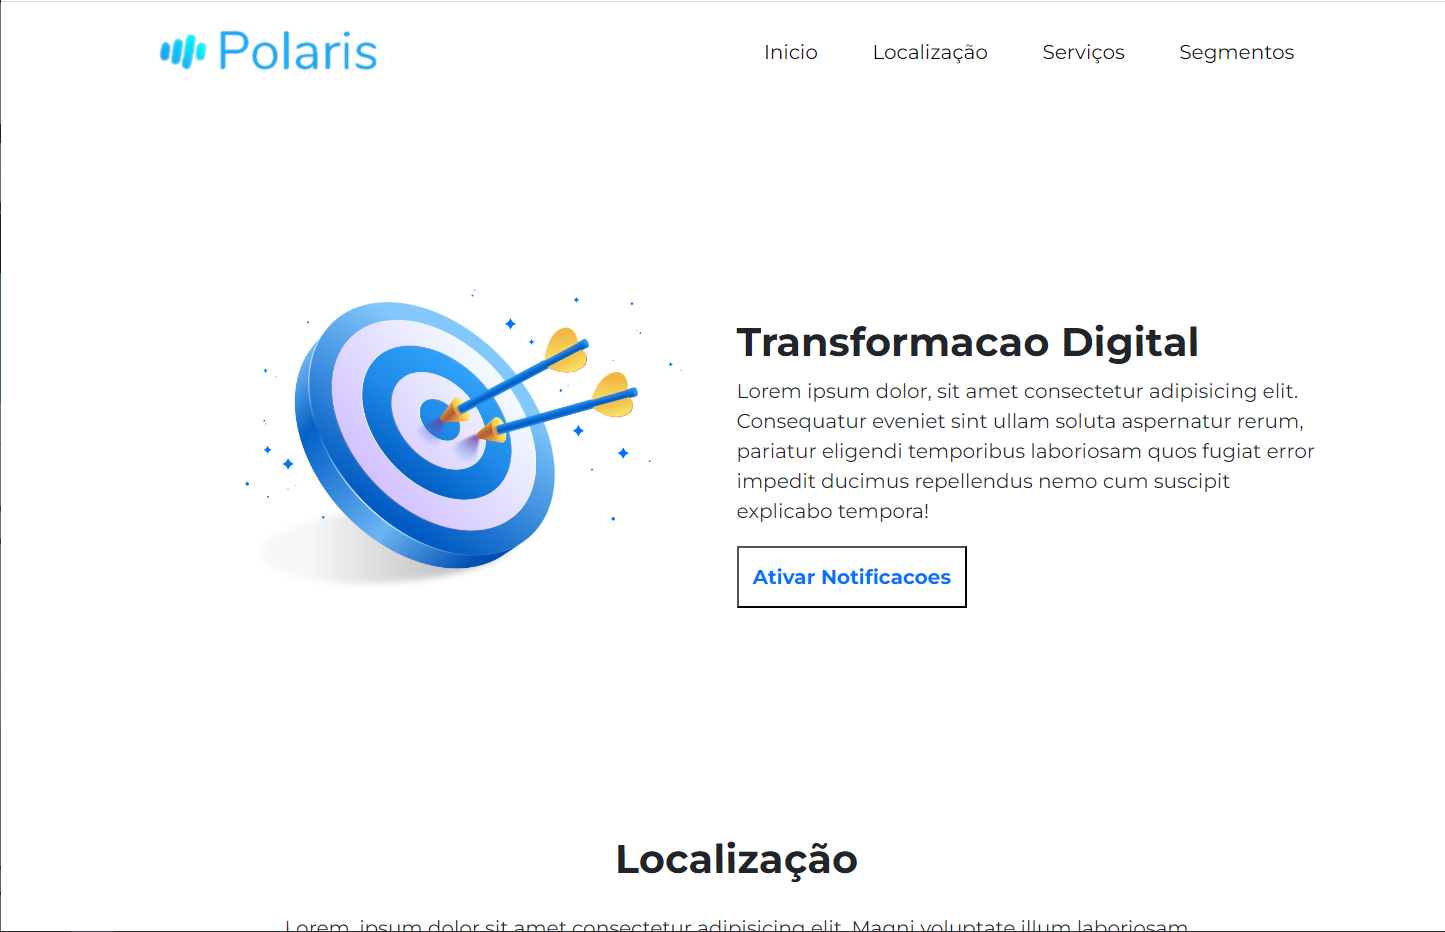 Polaris
Inicio Localização Serviços Segmentos
Transformacao Digital
Lorem ipsum dolor, sit amet consectetur adipisicing elit.
Consequatur eveniet sint ullam soluta aspernatur rerum,
pariatur eligendi temporibus laboriosam quos fugiat error
impedit ducimus repellendus nemo cum suscipit
explicabo tempora!
Ativar Notificacoes
Localização
Lorem, ipsum dolor sit amet consectetur adipisicing elit. Magni voluptate illum laboriosam